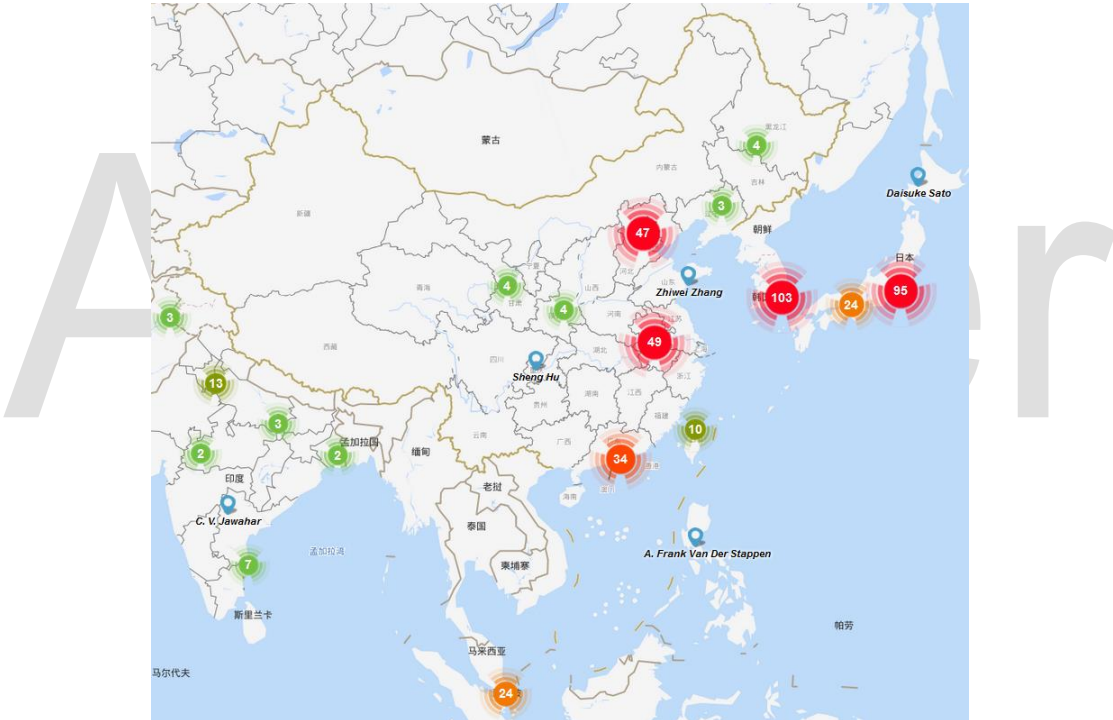 4
黑龙江
蒙古
内蒙古
吉林
Daisuke Sato
3
新疆
47
朝鲜
日本
宁夏
河北
山东
4
甘肃
山西
Zhiwei Zhang
103
24
95
青海
4
河南
3
49
西藏
四川
湖北
Sheng Hu
浙江
13
贵州
湖南
江西
福建
3
10
云南
广西
2
2
孟加拉国
缅甸
34
印度
老挝
海南
C. V. Jawahar
泰国
孟加拉湾
A. Frank Van Der Stappen
7
柬埔寨
斯里兰卡
帕劳
马来西亚
马尔代夫
24